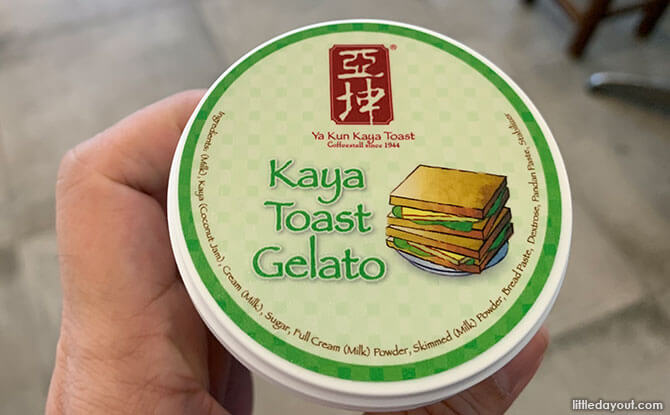 亞
坤
®
Ya Kun Kaya Toast
Coffeestall since 1944
Kaya
Toast
Gelato
Ingredients: (Milk), Kaya (Coconut Jam), Cream (Milk), Sugar, Full Cream (Milk) Powder, Skimmed (Milk) Powder, Bread Paste, Dextrose, Pandan Paste, Stabilizer
littledayout.com